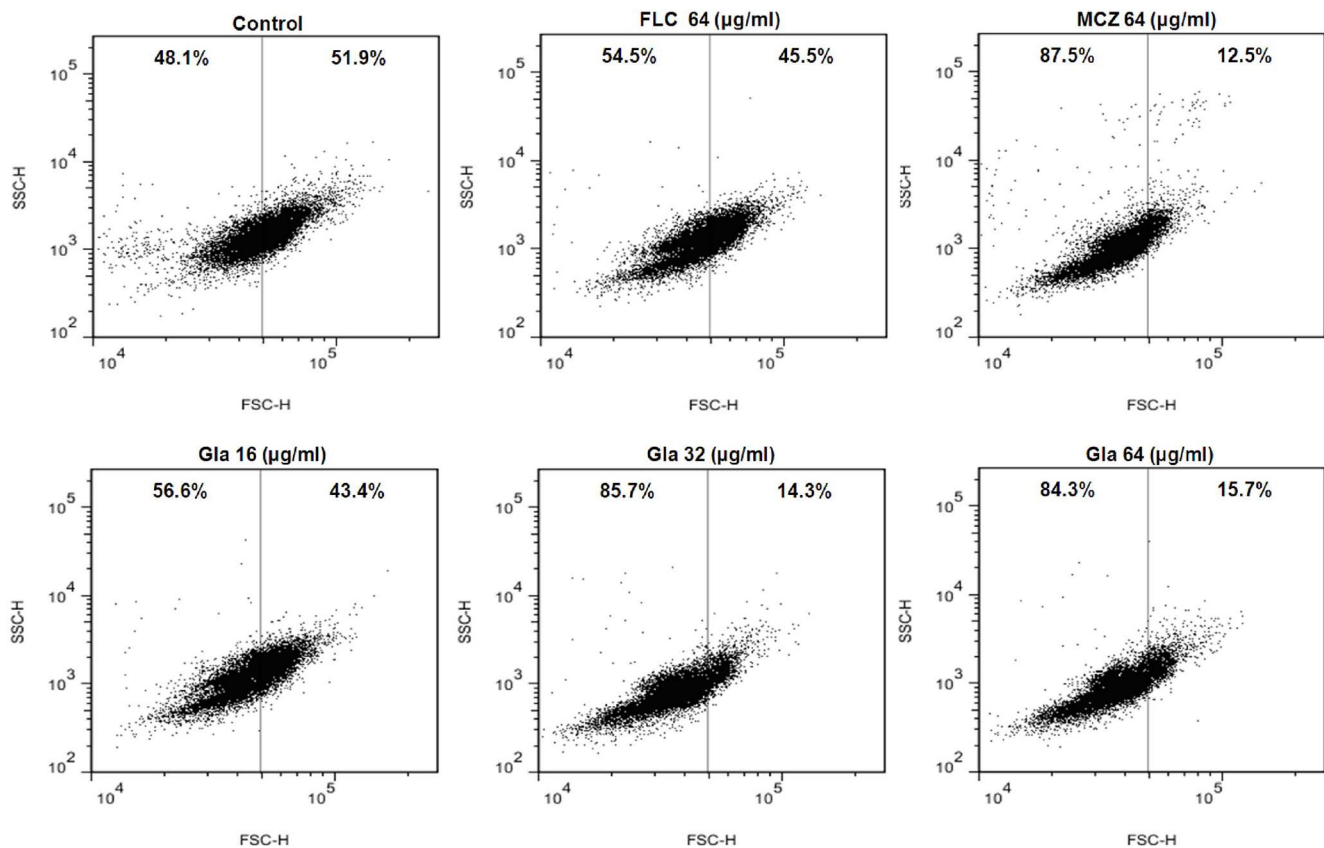 Control
48.1% 51.9%
10^5
10^4
10^3
10^2
SSC-H
10^4 10^5
FSC-H
FLC 64 (µg/ml)
54.5% 45.5%
10^5
10^4
10^3
10^2
SSC-H
10^4 10^5
FSC-H
MCZ 64 (µg/ml)
87.5% 12.5%
10^5
10^4
10^3
10^2
SSC-H
10^4 10^5
FSC-H
Gla 16 (µg/ml)
56.6% 43.4%
10^5
10^4
10^3
10^2
SSC-H
10^4 10^5
FSC-H
Gla 32 (µg/ml)
85.7% 14.3%
10^5
10^4
10^3
10^2
SSC-H
10^4 10^5
FSC-H
Gla 64 (µg/ml)
84.3% 15.7%
10^5
10^4
10^3
10^2
SSC-H
10^4 10^5
FSC-H